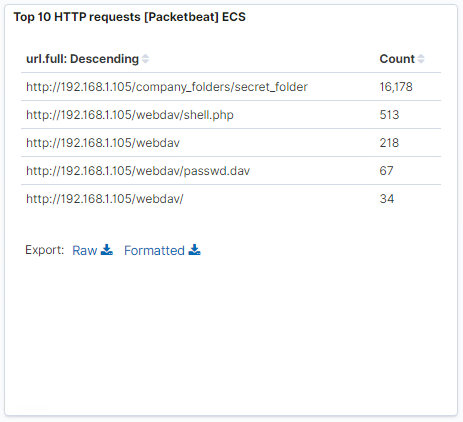 Top 10 HTTP requests [Packetbeat] ECS
url.full: Descending Count
http://192.168.1.105/company_folders/secret_folder 16,178
http://192.168.1.105/webdav/shell.php 513
http://192.168.1.105/webdav 218
http://192.168.1.105/webdav/passwd.dav 67
http://192.168.1.105/webdav/ 34
Export: Raw Formatted